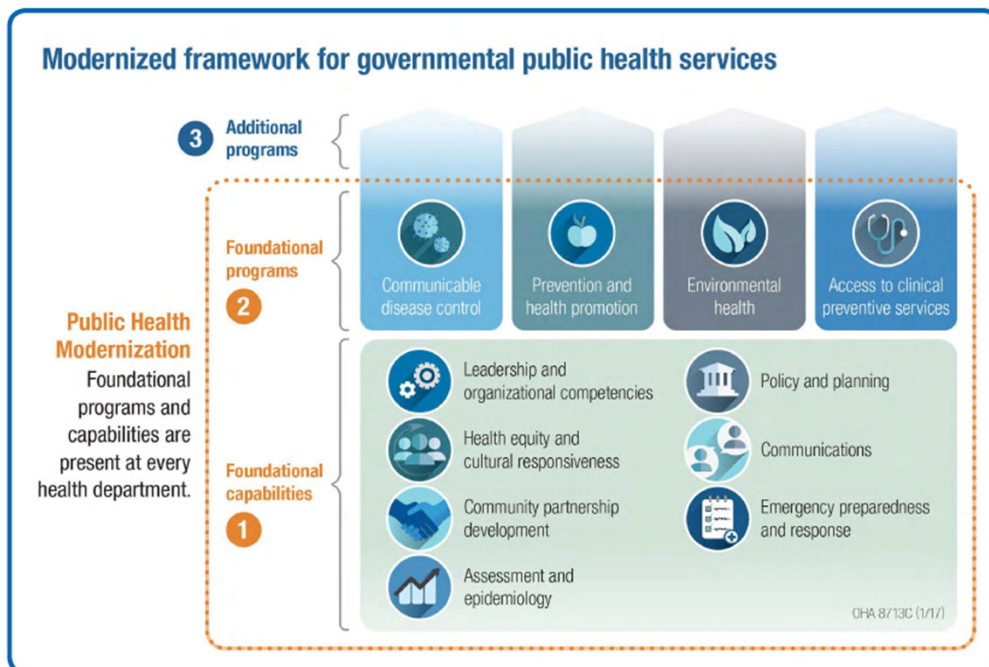 Modernized framework for governmental public health services
3
Additional
programs
Foundational
programs
2
Communicable
disease control
Prevention and
health promotion
Environmental
health
Access to clinical
preventive services
Public Health
Modernization
Foundational
programs and
capabilities are
present at every
health department.
Foundational
capabilities
1
Leadership and
organizational competencies
Health equity and
cultural responsiveness
Community partnership
development
Assessment and
epidemiology
Policy and planning
Communications
Emergency preparedness
and response
OHA 8713C (1/17)